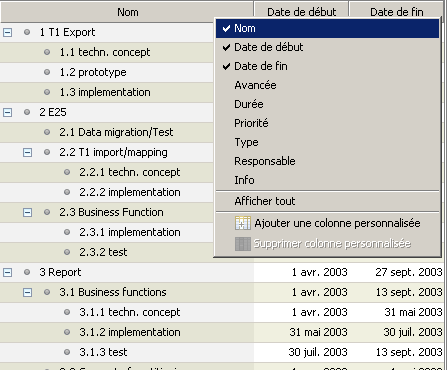 Nom Date de début Date de fin
1 T1 Export
1.1 techn. concept
1.2 prototype
1.3 implementation
2 E25
2.1 Data migration/Test
2.2 T1 import/mapping
2.2.1 techn. concept
2.2.2 implementation
2.3 Business Function
2.3.1 implementation
2.3.2 test
Nom
Date de début
Date de fin
Avancée
Durée
Priorité
Type
Responsable
Info
Afficher tout
Ajouter une colonne personnalisée
Supprimer colonne personnalisée
3 Report 1 avr. 2003 27 sept. 2003
3.1 Business functions 1 avr. 2003 13 sept. 2003
3.1.1 techn. concept 1 avr. 2003 31 mai 2003
3.1.2 implementation 31 mai 2003 30 juil. 2003
3.1.3 test 30 juil. 2003 13 sept. 2003